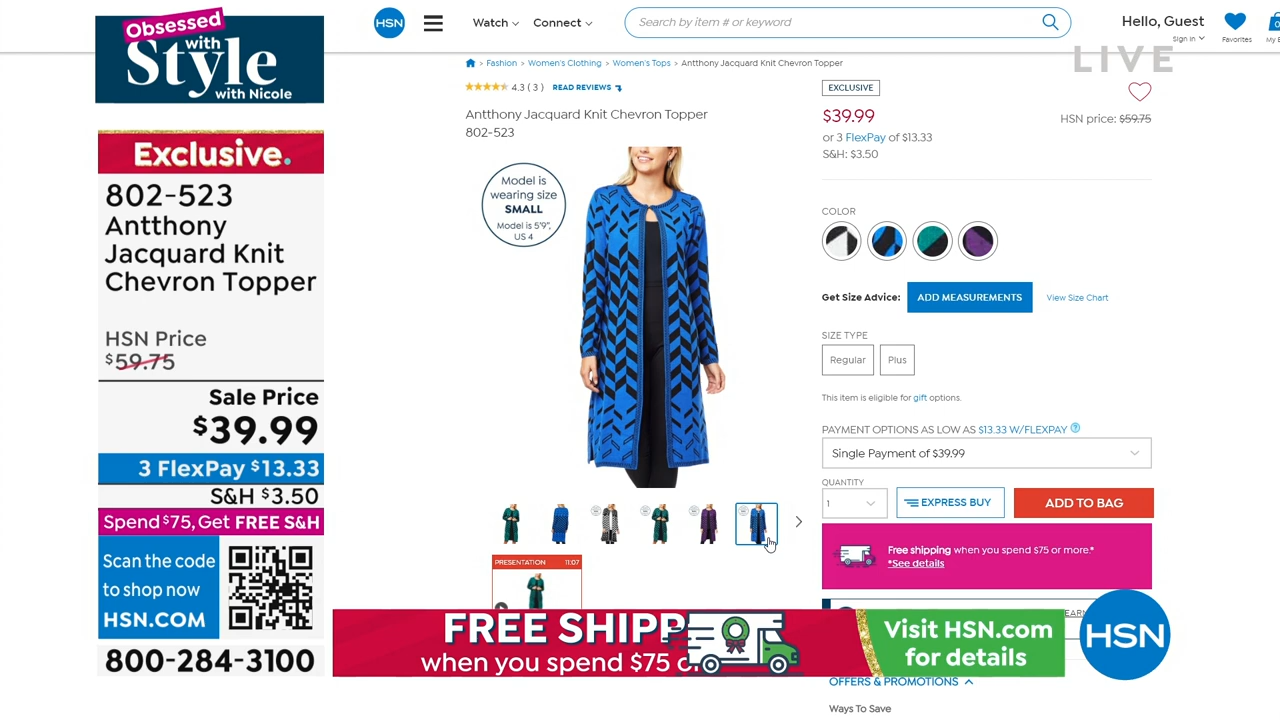 Obsessed
with
Style
with Nicole
Exclusive.
802-523
Antthony
Jacquard Knit
Chevron Topper
HSN Price
$59.75
Sale Price
$39.99
3 FlexPay $13.33
S&H $3.50
Spend $75, Get FREE S&H
Scan the code
to shop now
HSN.COM
800-284-3100
HSN
Watch
Connect
Search by item # or keyword
Hello, Guest
Sign In
Favorites
LIVE
Fashion > Women's Clothing > Women's Tops > Antthony Jacquard Knit Chevron Topper
4.3 ( 3 ) READ REVIEWS
Antthony Jacquard Knit Chevron Topper
802-523
Model is
wearing size
SMALL
Model is 5'9",
US 4
PRESENTATION 11:07
EXCLUSIVE
$39.99
HSN price: $59.75
or 3 FlexPay of $13.33
S&H: $3.50
COLOR
Get Size Advice: ADD MEASUREMENTS View Size Chart
SIZE TYPE
Regular Plus
This item is eligible for gift options.
PAYMENT OPTIONS AS LOW AS $13.33 W/FLEXPAY ?
Single Payment of $39.99
QUANTITY
1
EXPRESS BUY
ADD TO BAG
Free shipping when you spend $75 or more.*
*See details
FREE SHIPP
when you spend $75 o
Visit HSN.com
for details
HSN
OFFERS & PROMOTIONS
Ways To Save